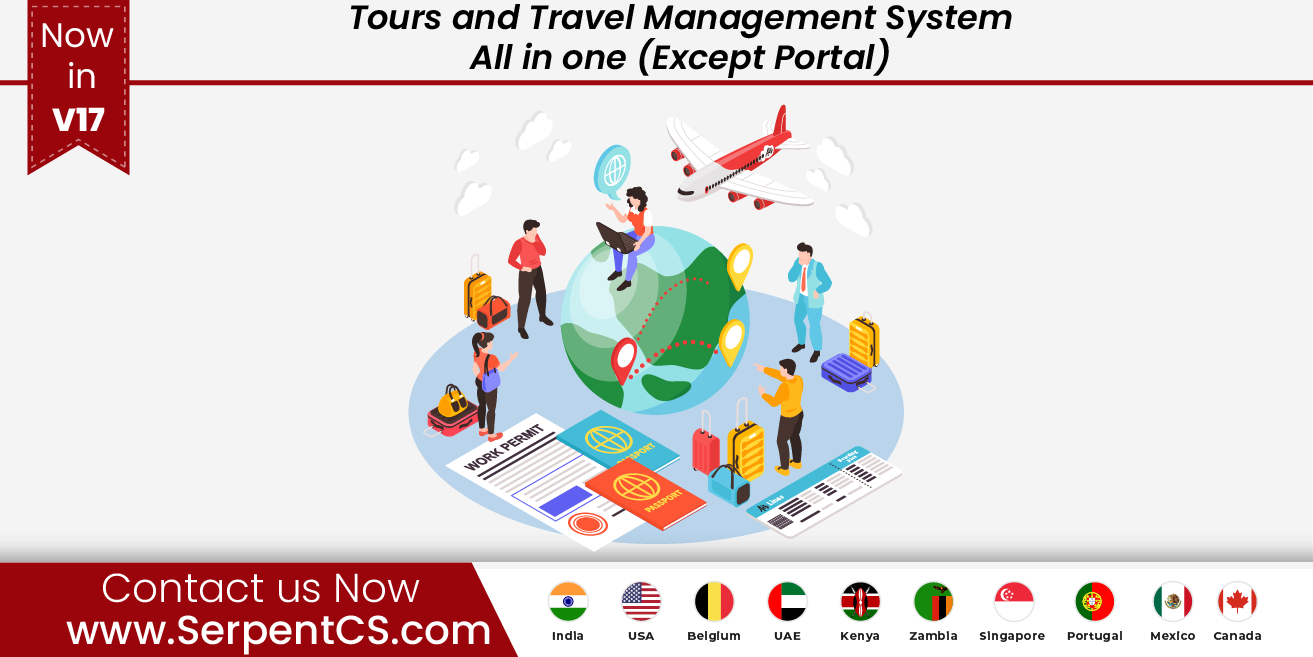 Now
in
V17
Tours and Travel Management System
All in one (Except Portal)
WORK PERMIT
PASSPORT
PASSPORT
Contact us Now
www.SerpentCS.com
India
USA
Belgium
UAE
Kenya
Zambia
Singapore
Portugal
Mexico
Canada